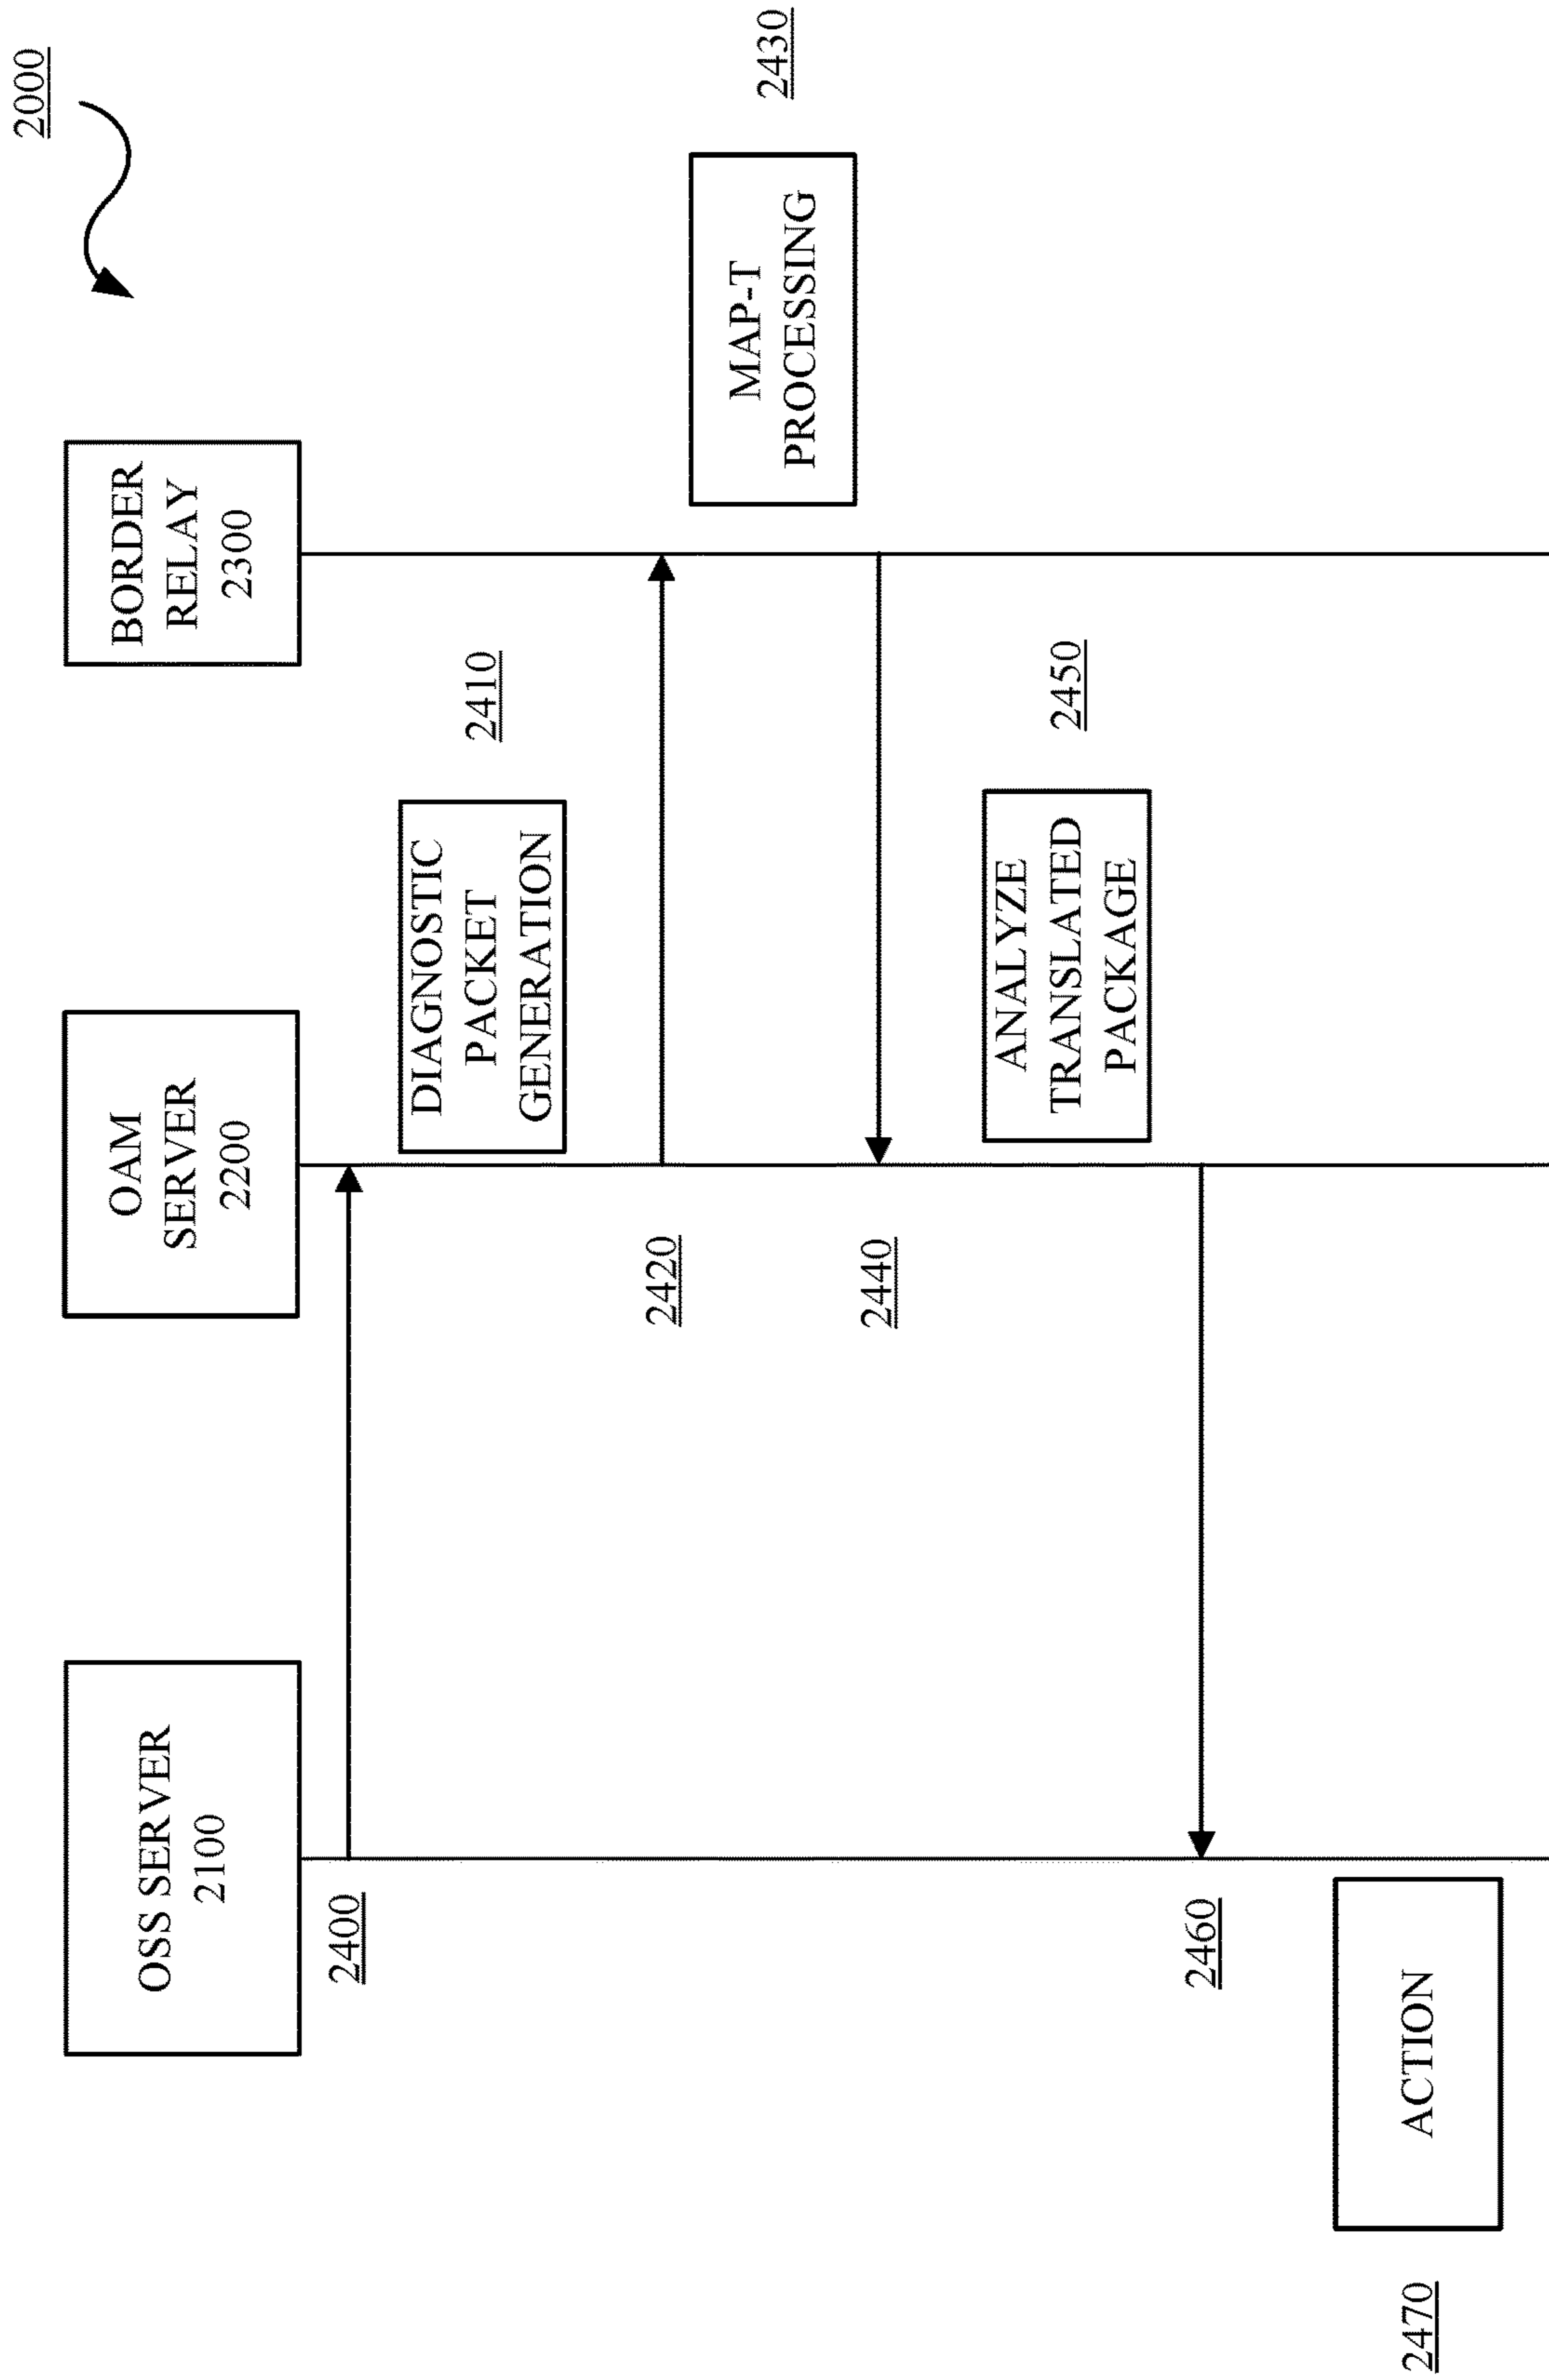 2000
OSS SERVER
2100
OAM
SERVER
2200
BORDER
RELAY
2300
2400
DIAGNOSTIC
PACKET
GENERATION
2410
2420
MAP-T
PROCESSING
2430
2440
ANALYZE
TRANSLATED
PACKAGE
2450
2460
ACTION
2470